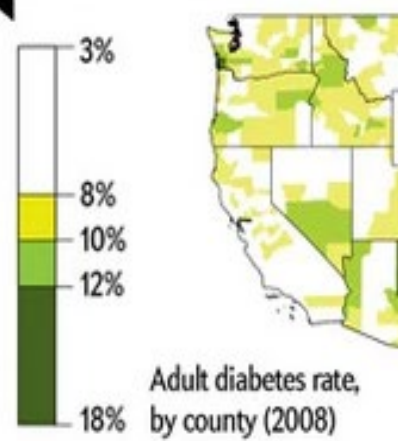 3%
8%
10%
12%
18%
Adult diabetes rate,
by county (2008)